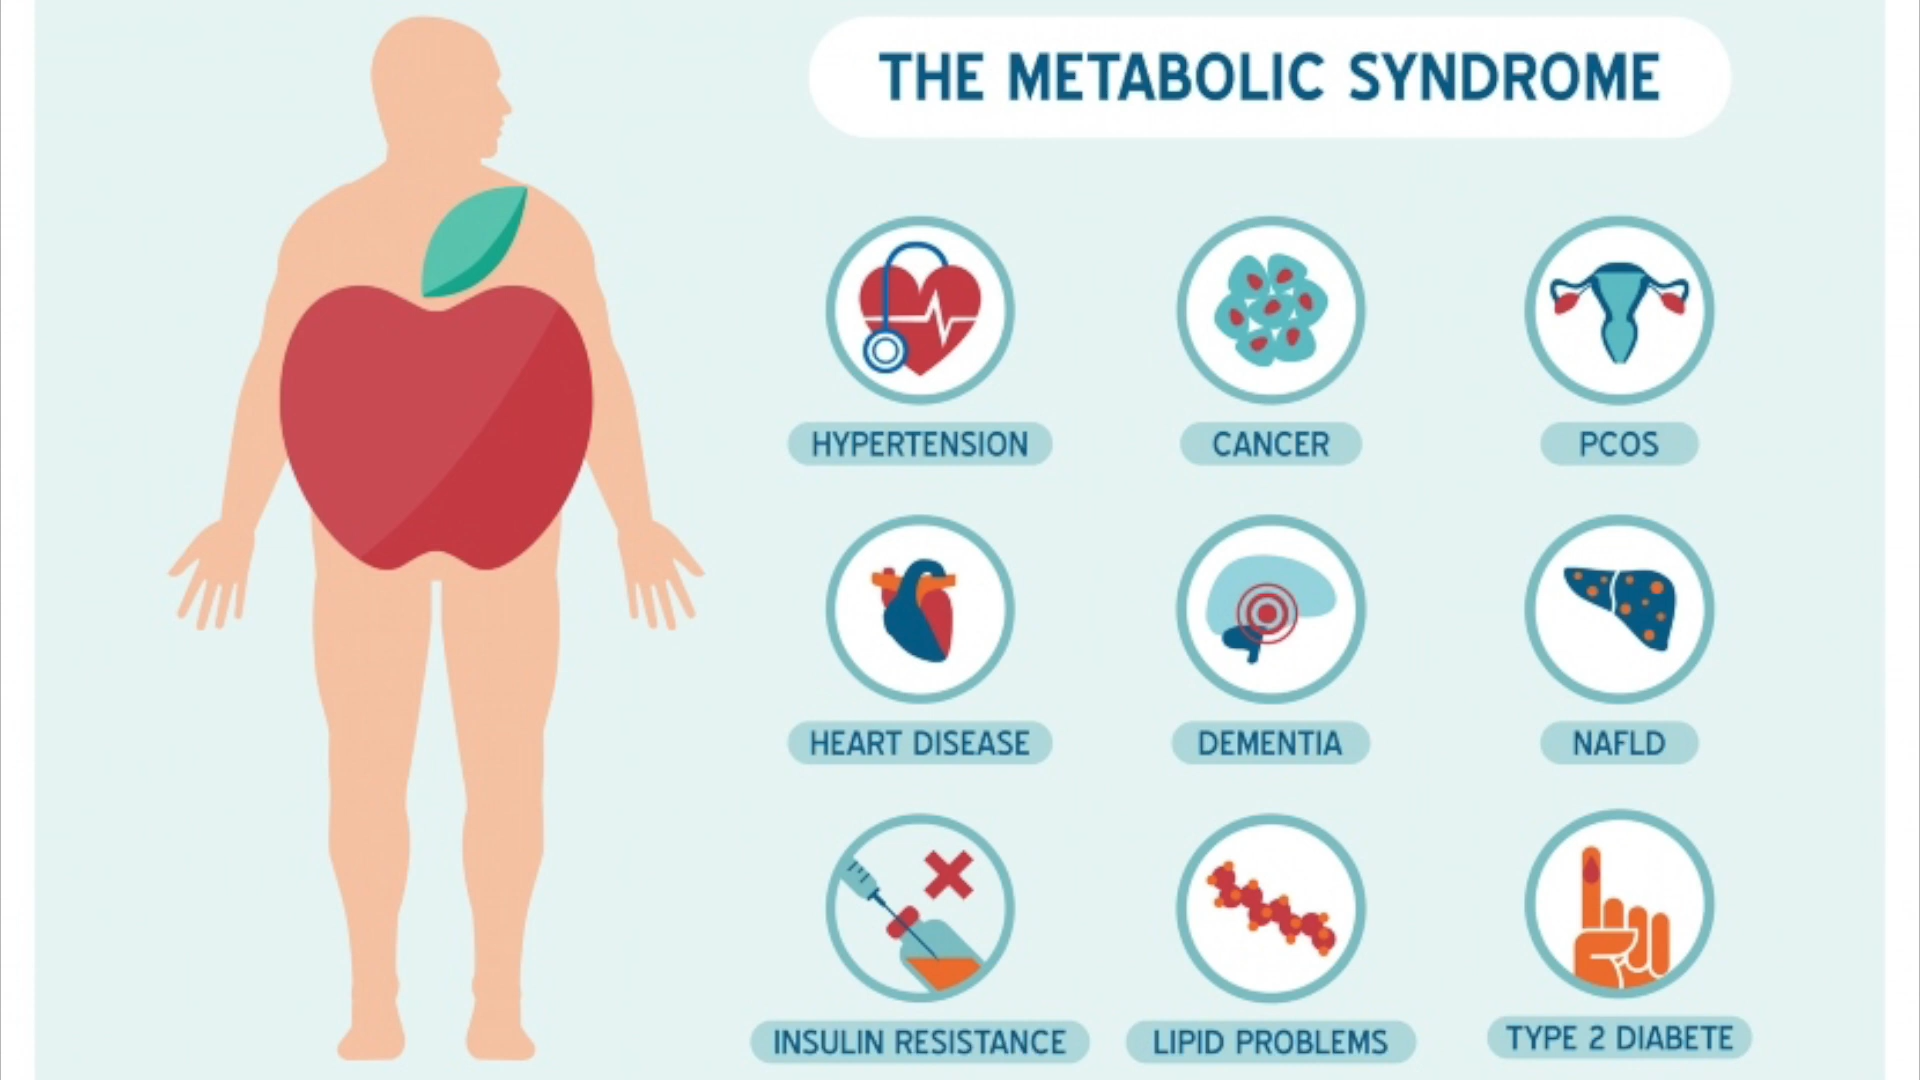 THE METABOLIC SYNDROME
HYPERTENSION
CANCER
PCOS
HEART DISEASE
DEMENTIA
NAFLD
INSULIN RESISTANCE
LIPID PROBLEMS
TYPE 2 DIABETE